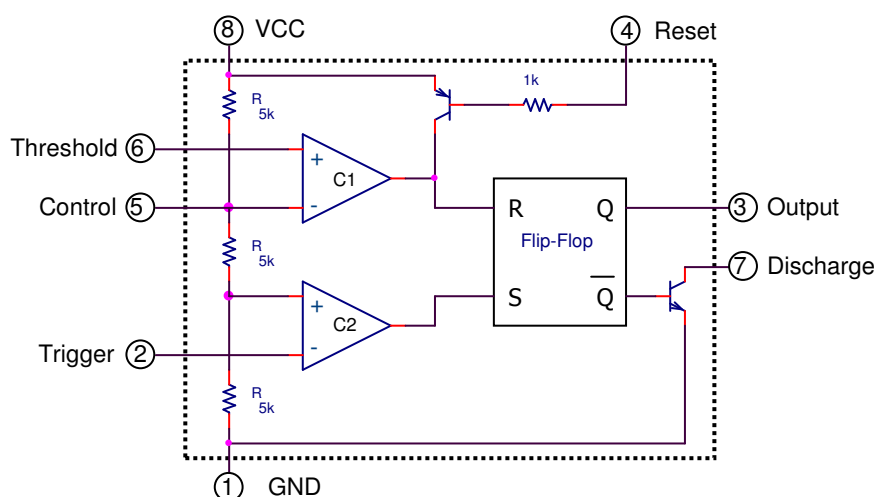 8 VCC
4 Reset
R
5k
1k
Threshold 6
+
C1
-
Control 5
R Q
3 Output
Flip-Flop
R
5k
7 Discharge
+
S Q
C2
-
Trigger 2
R
5k
1 GND